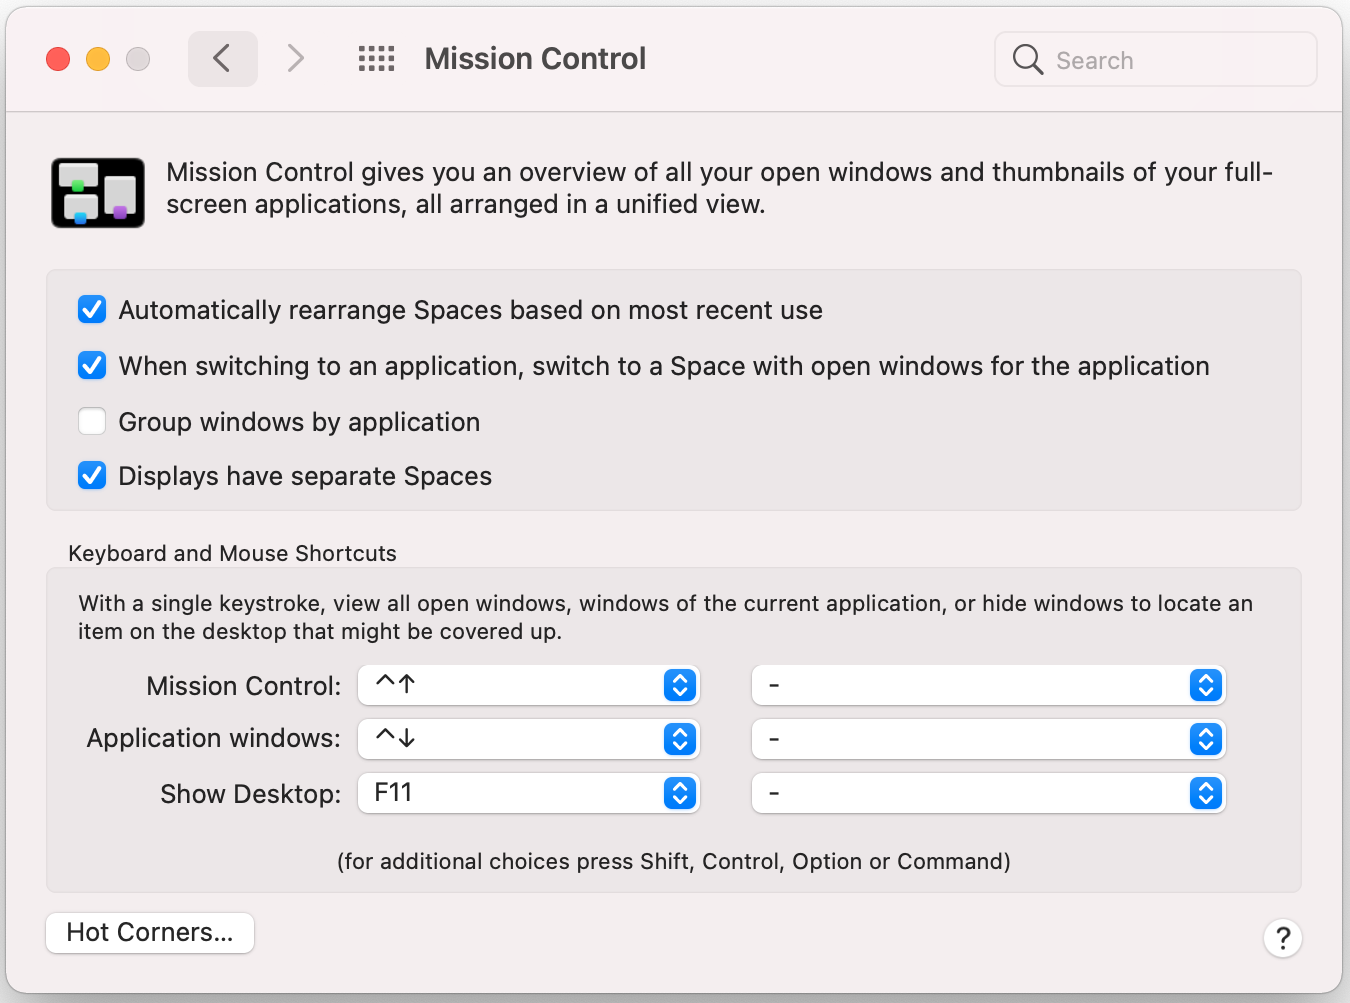 Mission Control
Search
Mission Control gives you an overview of all your open windows and thumbnails of your full-
screen applications, all arranged in a unified view.
Automatically rearrange Spaces based on most recent use
When switching to an application, switch to a Space with open windows for the application
Group windows by application
Displays have separate Spaces
Keyboard and Mouse Shortcuts
With a single keystroke, view all open windows, windows of the current application, or hide windows to locate an
item on the desktop that might be covered up.
Mission Control: ^↑ -
Application windows: ^↓ -
Show Desktop: F11 -
(for additional choices press Shift, Control, Option or Command)
Hot Corners...
?